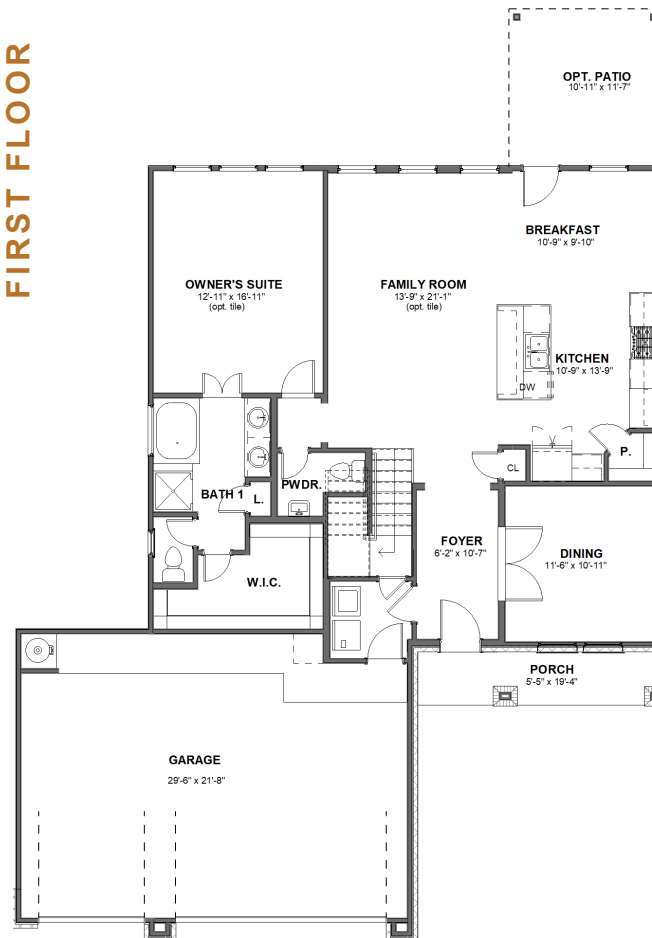 FIRST FLOOR
OPT. PATIO
10'-11" x 11'-7"
BREAKFAST
10'-9" x 9'-10"
OWNER'S SUITE
12'-11" x 16'-11"
(opt. tile)
FAMILY ROOM
13'-9" x 21'-1"
(opt. tile)
KITCHEN
10'-9" x 13'-9"
DW
P.
CL
PWDR.
BATH 1
L.
FOYER
6'-2" x 10'-7"
DINING
11'-6" x 10'-11"
W.I.C.
PORCH
5'-5" x 19'-4"
GARAGE
29'-6" x 21'-8"